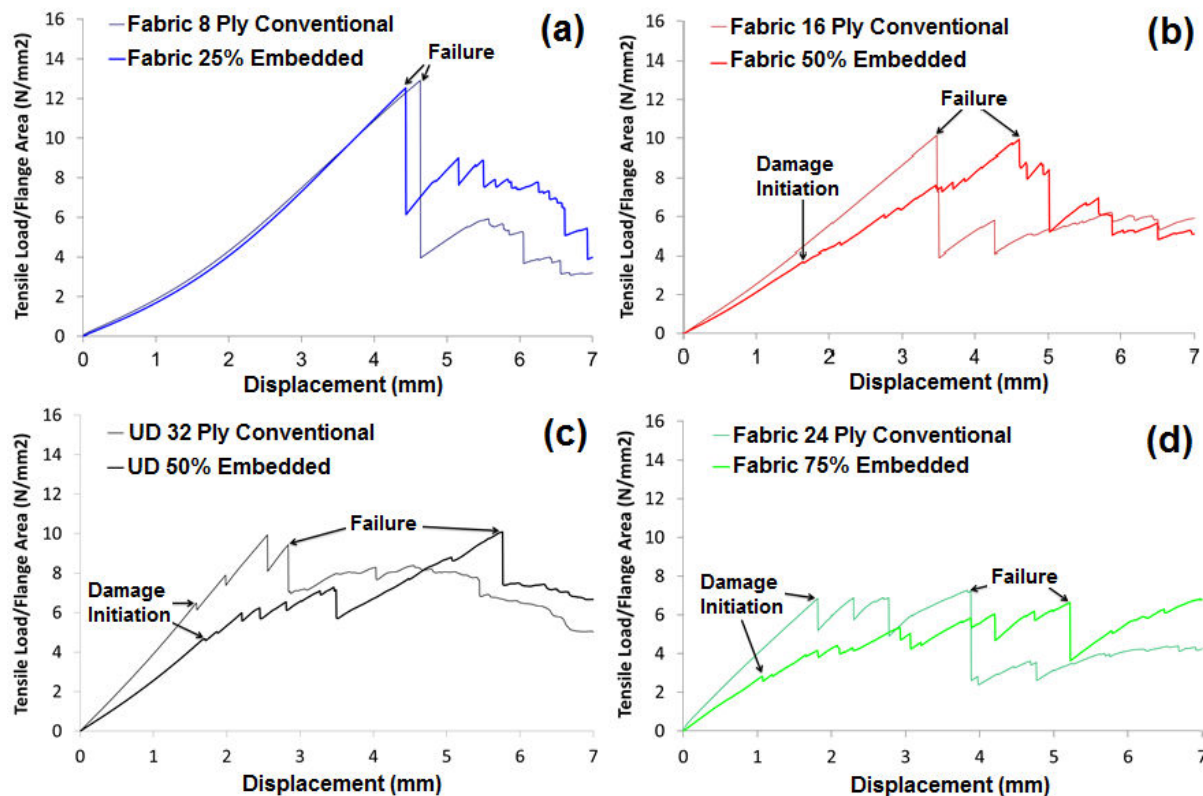 Fabric 8 Ply Conventional
Fabric 25% Embedded
(a)
Failure
Tensile Load/Flange Area (N/mm2)
16
14
12
10
8
6
4
2
0
0 1 2 3 4 5 6 7
Displacement (mm)
Fabric 16 Ply Conventional
Fabric 50% Embedded
(b)
Failure
Damage
Initiation
Tensile Load/Flange Area (N/mm2)
16
14
12
10
8
6
4
2
0
0 1 2 3 4 5 6 7
Displacement (mm)
UD 32 Ply Conventional
UD 50% Embedded
(c)
Failure
Damage
Initiation
Tensile Load/Flange Area (N/mm2)
16
14
12
10
8
6
4
2
0
0 1 2 3 4 5 6 7
Displacement (mm)
Fabric 24 Ply Conventional
Fabric 75% Embedded
(d)
Failure
Damage
Initiation
Tensile Load/Flange Area (N/mm2)
16
14
12
10
8
6
4
2
0
0 1 2 3 4 5 6 7
Displacement (mm)